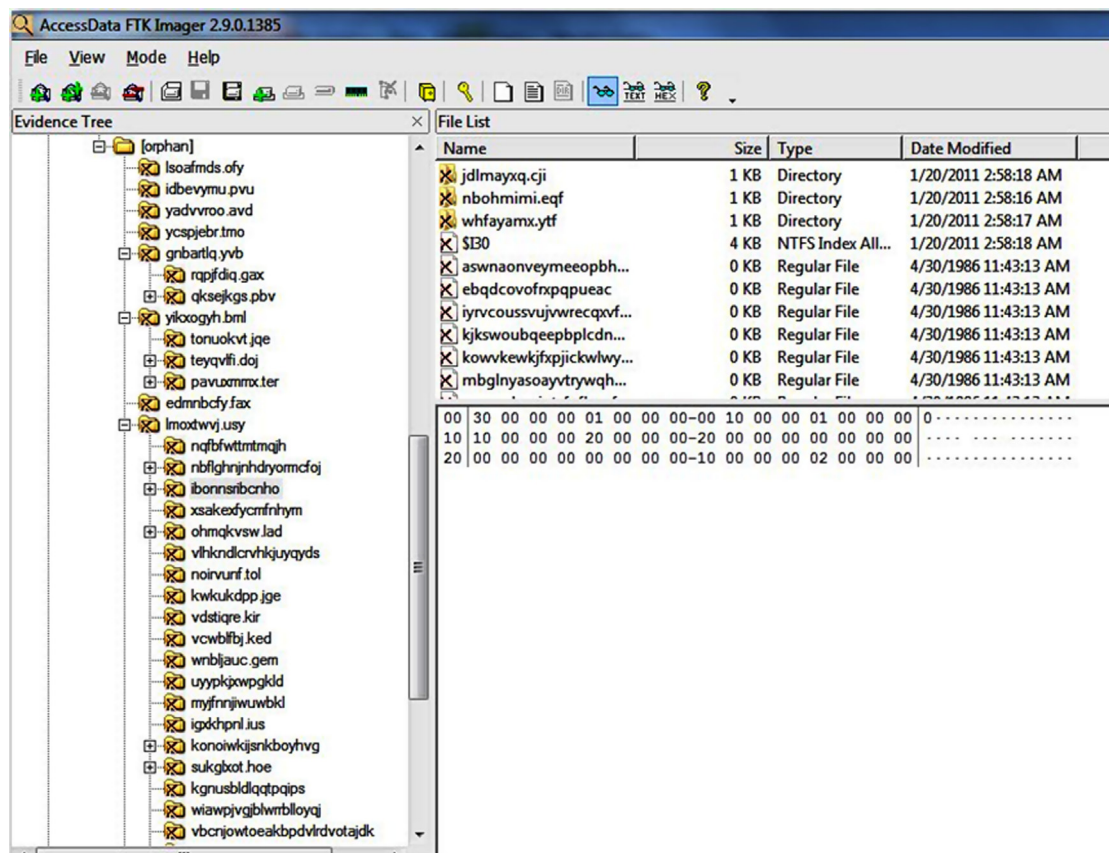 AccessData FTK Imager 2.9.0.1385
File View Mode Help
TEXT HEX ?
Evidence Tree
[orphan]
lsoafmds.ofy
idbevymu.pvu
yadvvroo.avd
ycspjebr.tmo
gnbartlq.yvb
rqpjfdiq.gax
qksejkgs.pbv
yikxogyh.bml
tonuokvt.jqe
teyqvlfi.doj
pavuxmmx.ter
edmnbcfy.fax
lmoxtwvj.usy
nqfbfwttmtmqjh
nbflghnjnhdryormcfoj
ibonnsribcnho
xsakexfycmfnhym
ohmqkvsw.lad
vlhkndlcrvhkjuyqyds
noirvunf.tol
kwkukdpp.jge
vdstiqre.kir
vcwblfbj.ked
wnbljauc.gem
uyypkjxwpgkld
myjfnnjiwuwbkl
igxkhpnl.ius
konoiwkijsnkboyhvg
sukglxot.hoe
kgnusbldlqqtpqips
wiawpjvgjblwrrblloyqj
vbcnjowtoeakbpdvlrdvotajdk
File List
Name Size Type Date Modified
jdlmayxq.cji 1 KB Directory 1/20/2011 2:58:18 AM
nbohmimi.eqf 1 KB Directory 1/20/2011 2:58:16 AM
whfayamx.ytf 1 KB Directory 1/20/2011 2:58:17 AM
$I30 4 KB NTFS Index All... 1/20/2011 2:58:18 AM
aswnaonveymeeopbh... 0 KB Regular File 4/30/1986 11:43:13 AM
ebqdcovofrxpqpueac 0 KB Regular File 4/30/1986 11:43:13 AM
iyrvcoussvujvwrecqxvf... 0 KB Regular File 4/30/1986 11:43:13 AM
kjkswoubqeepbplcdn... 0 KB Regular File 4/30/1986 11:43:13 AM
kowvkewkjfxpjickwlwy... 0 KB Regular File 4/30/1986 11:43:13 AM
mbglnyasoayvtrywqh... 0 KB Regular File 4/30/1986 11:43:13 AM
00 30 00 00 00 01 00 00 00-00 10 00 00 01 00 00 00 0···············
10 10 00 00 00 20 00 00 00-20 00 00 00 00 00 00 00 ···· ··· ·······
20 00 00 00 00 00 00 00 00-10 00 00 00 02 00 00 00 ················